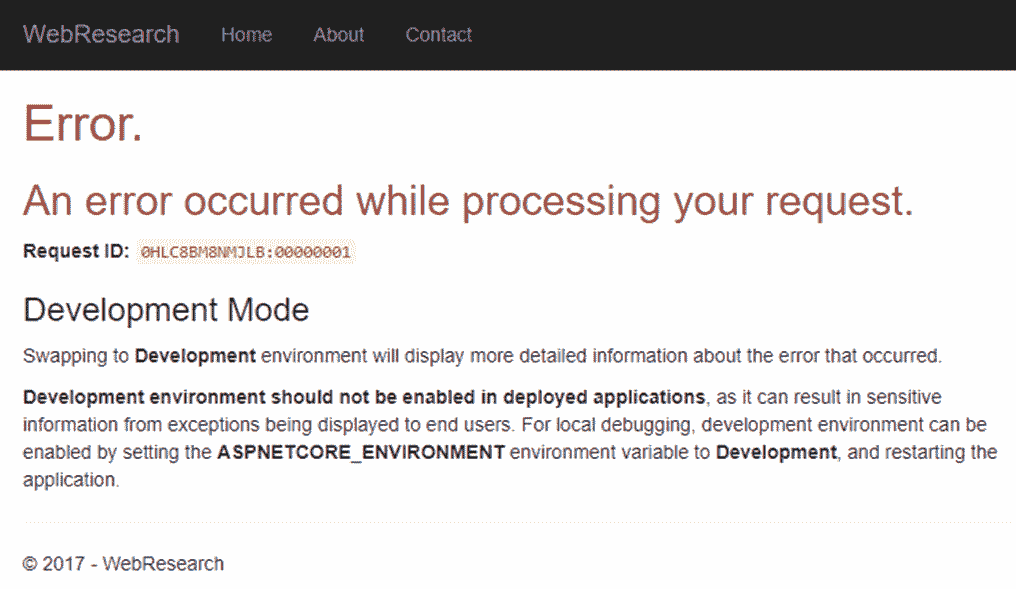 WebResearch Home About Contact
Error.
An error occurred while processing your request.
Request ID: 0HLC8BM8NMJLB:00000001
Development Mode
Swapping to Development environment will display more detailed information about the error that occurred.
Development environment should not be enabled in deployed applications, as it can result in sensitive
information from exceptions being displayed to end users. For local debugging, development environment can be
enabled by setting the ASPNETCORE_ENVIRONMENT environment variable to Development, and restarting the
application.
© 2017 - WebResearch